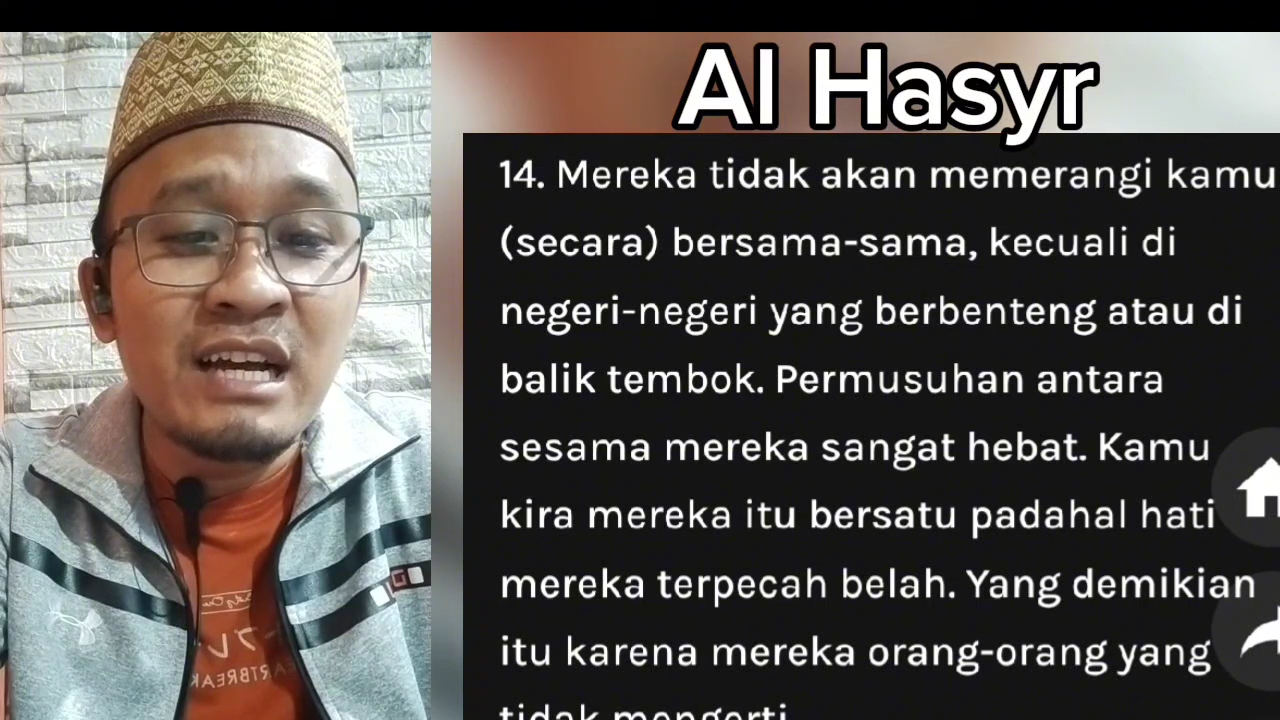 Al Hasyr
14. Mereka tidak akan memerangi kamu
(secara) bersama-sama, kecuali di
negeri-negeri yang berbenteng atau di
balik tembok. Permusuhan antara
sesama mereka sangat hebat. Kamu
kira mereka itu bersatu padahal hati
mereka terpecah belah. Yang demikian
itu karena mereka orang-orang yang
tidak mengerti.